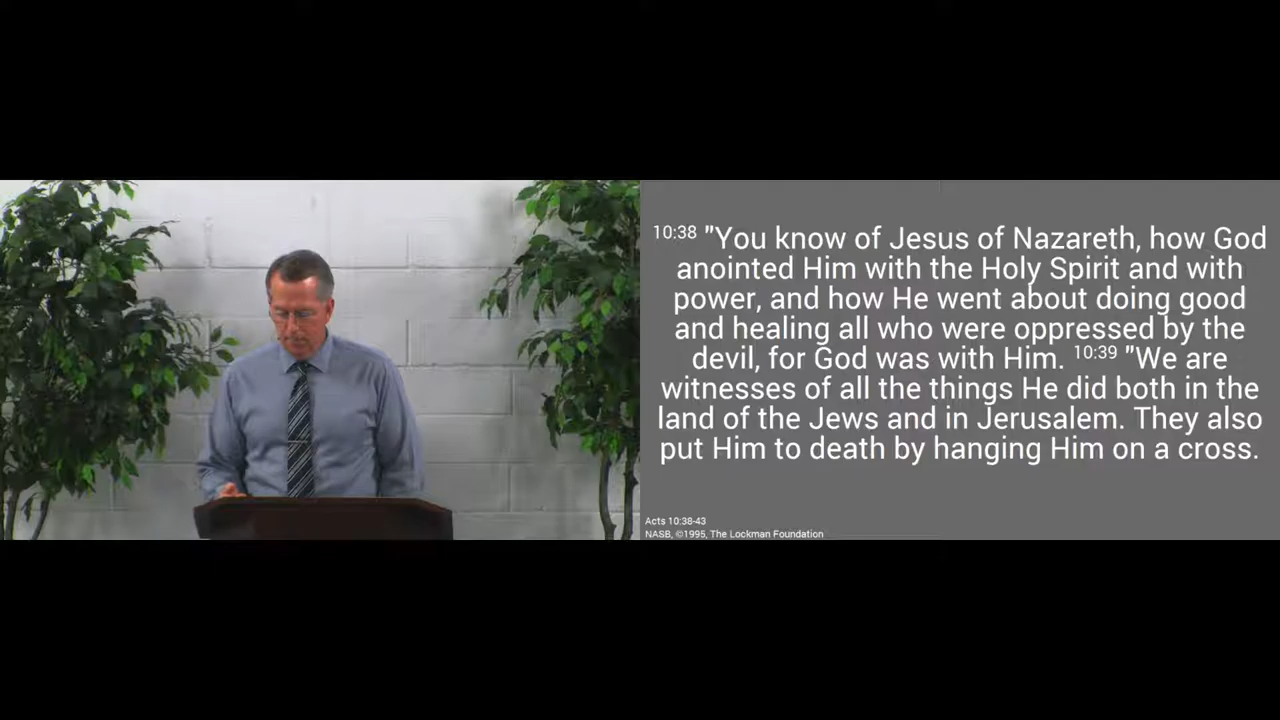 10:38 "You know of Jesus of Nazareth, how God
anointed Him with the Holy Spirit and with
power, and how He went about doing good
and healing all who were oppressed by the
devil, for God was with Him. 10:39 "We are
witnesses of all the things He did both in the
land of the Jews and in Jerusalem. They also
put Him to death by hanging Him on a cross.
Acts 10:38-43
NASB, ©1995, The Lockman Foundation